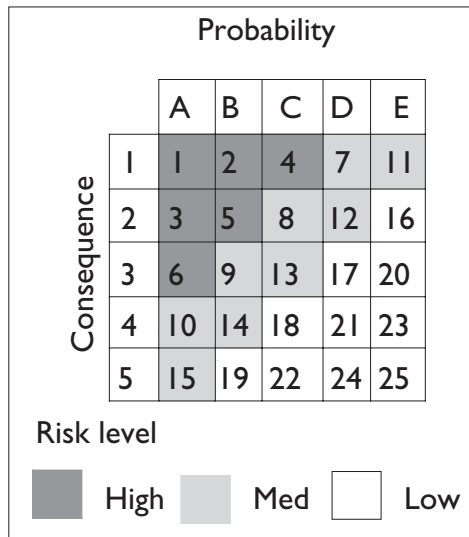 Probability
A B C D E
1 1 2 4 7 11
2 3 5 8 12 16
3 6 9 13 17 20
4 10 14 18 21 23
5 15 19 22 24 25
Consequence
Risk level
High Med Low